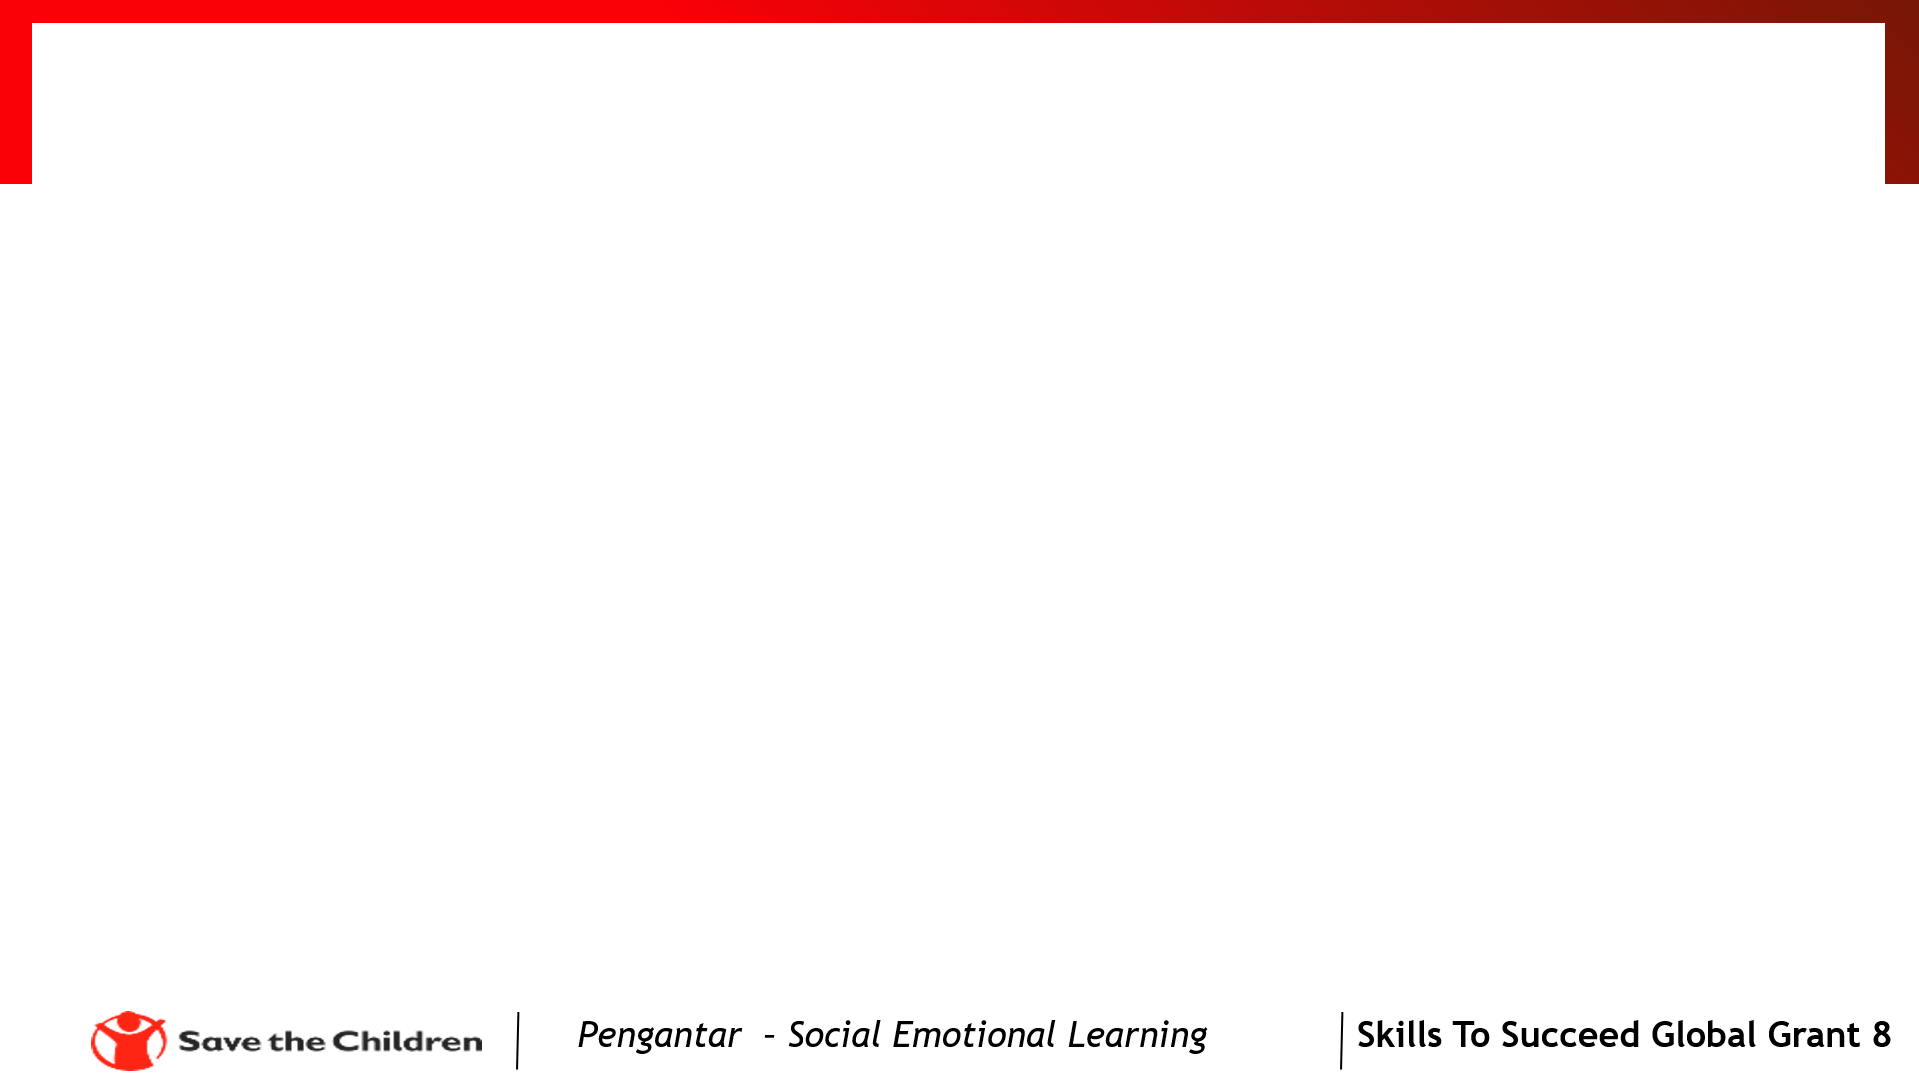 Save the Children
Pengantar – Social Emotional Learning
Skills To Succeed Global Grant 8